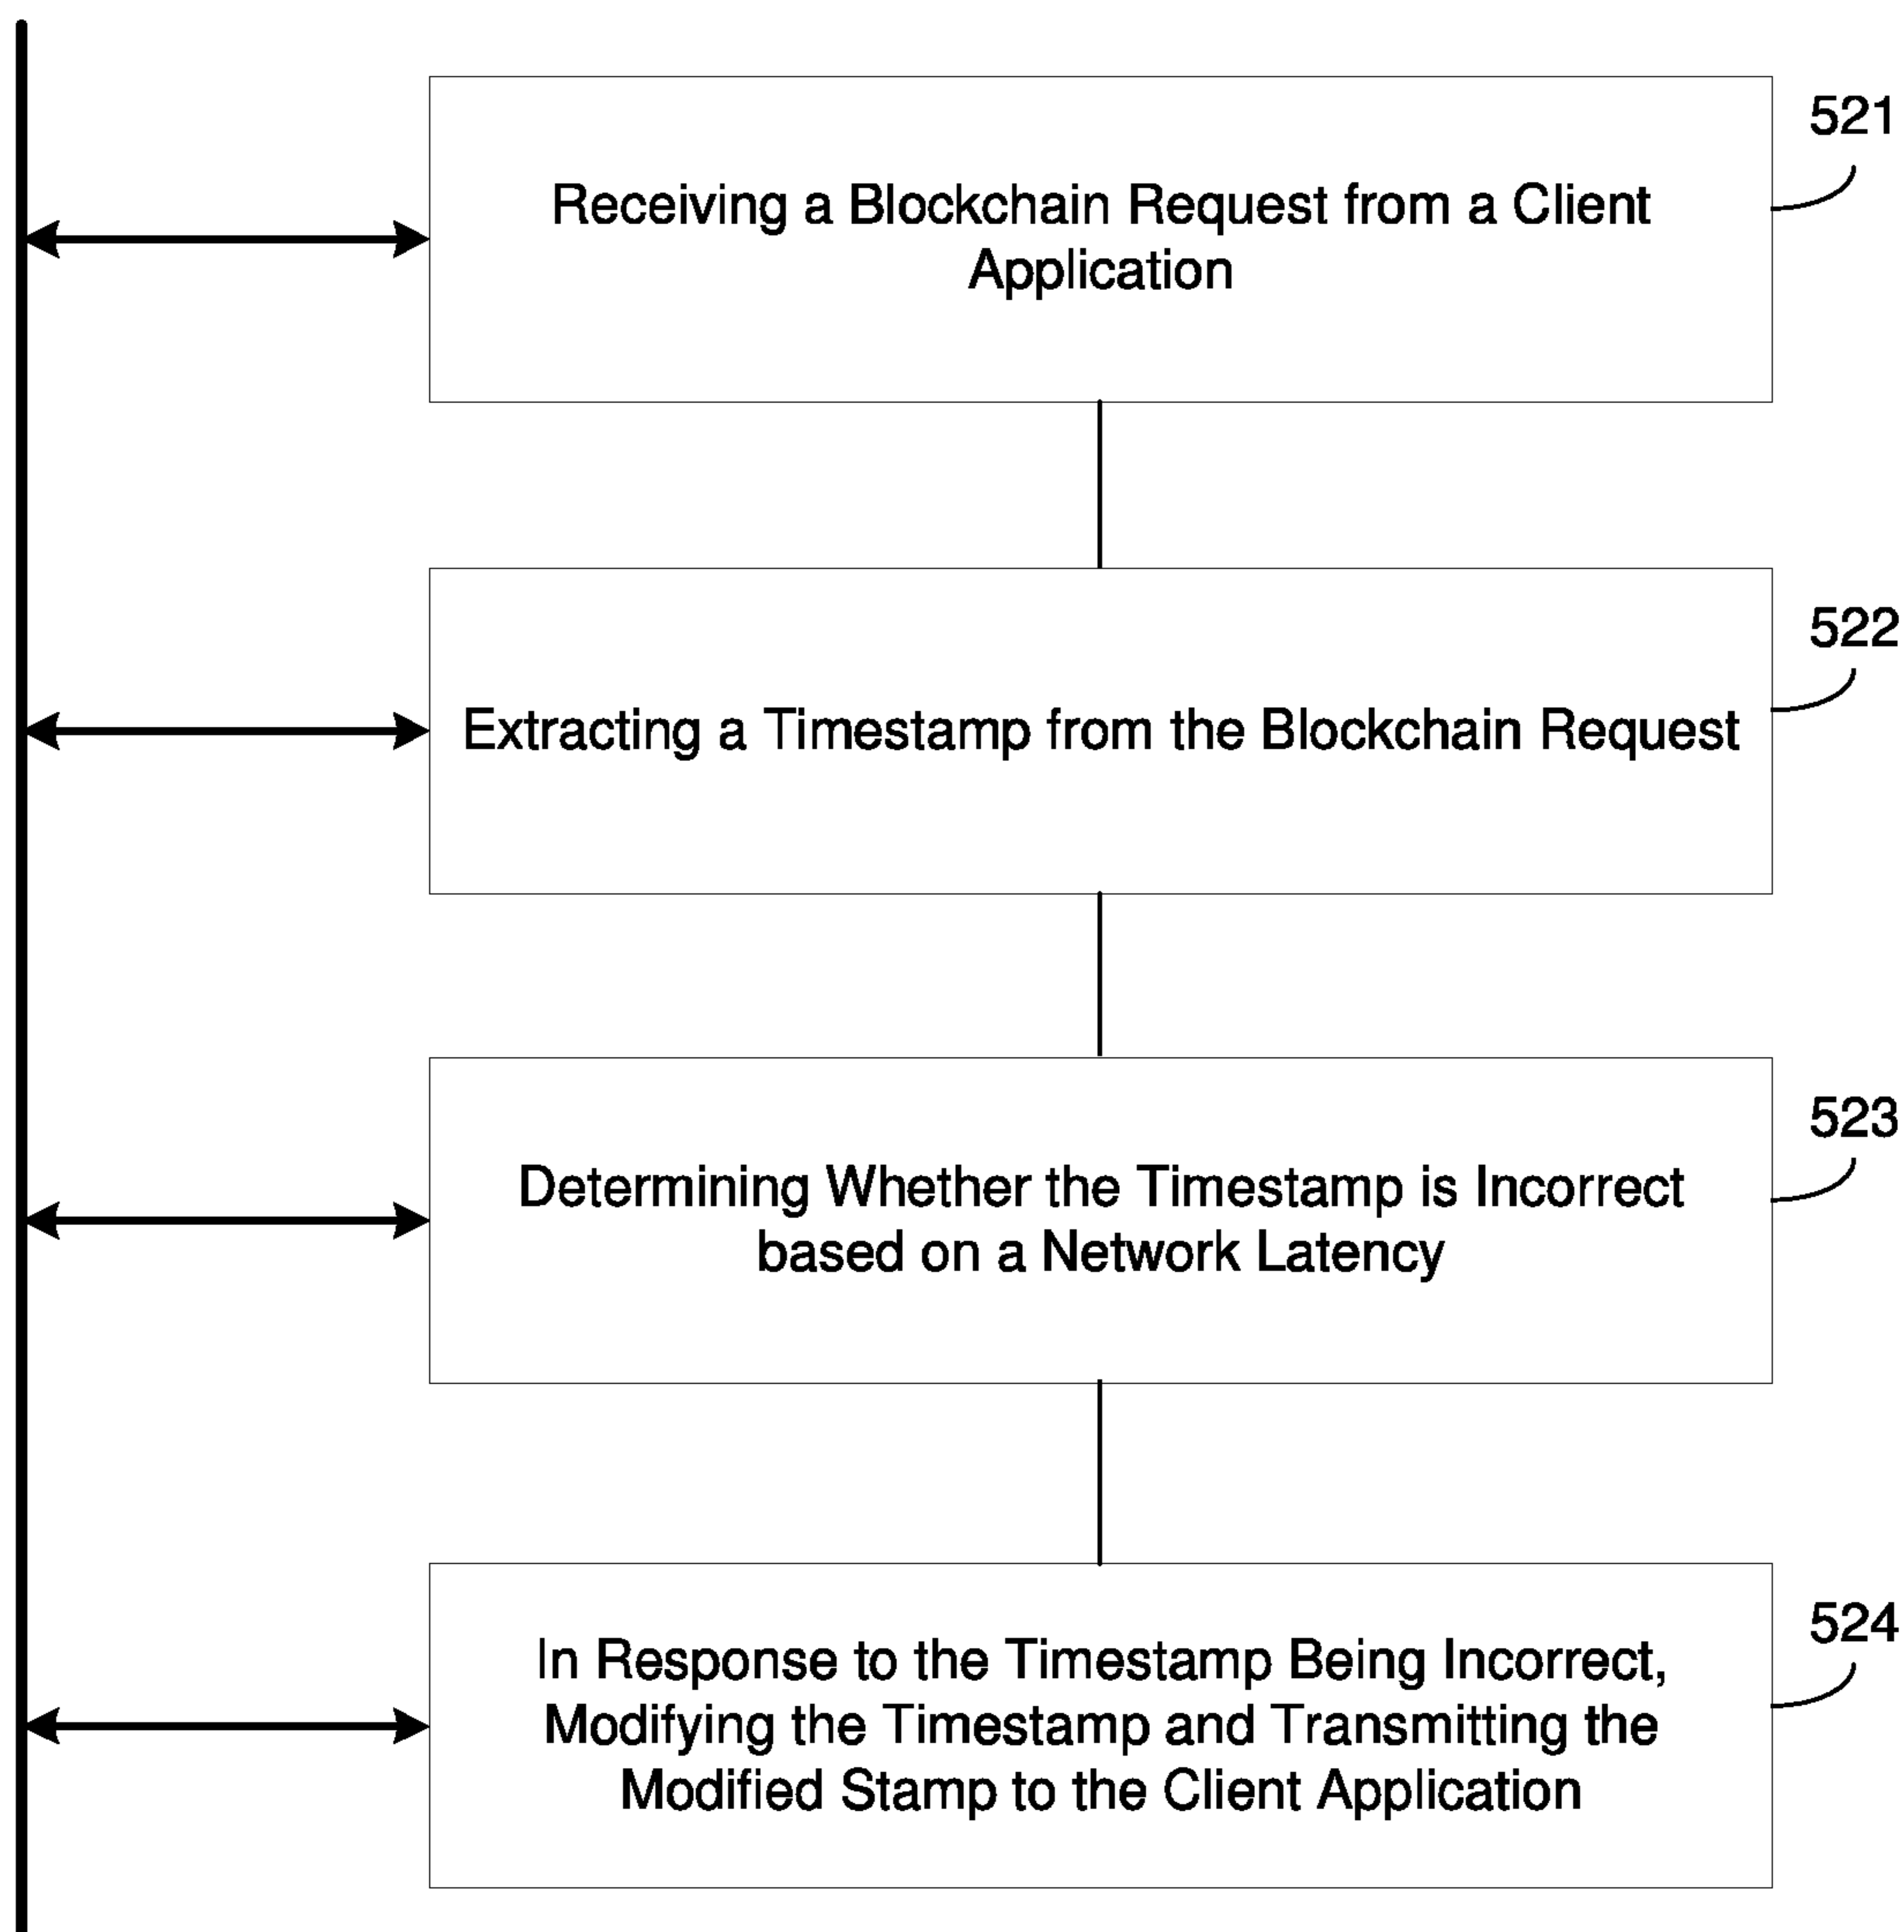 521
Receiving a Blockchain Request from a Client
Application
522
Extracting a Timestamp from the Blockchain Request
523
Determining Whether the Timestamp is Incorrect
based on a Network Latency
524
In Response to the Timestamp Being Incorrect,
Modifying the Timestamp and Transmitting the
Modified Stamp to the Client Application